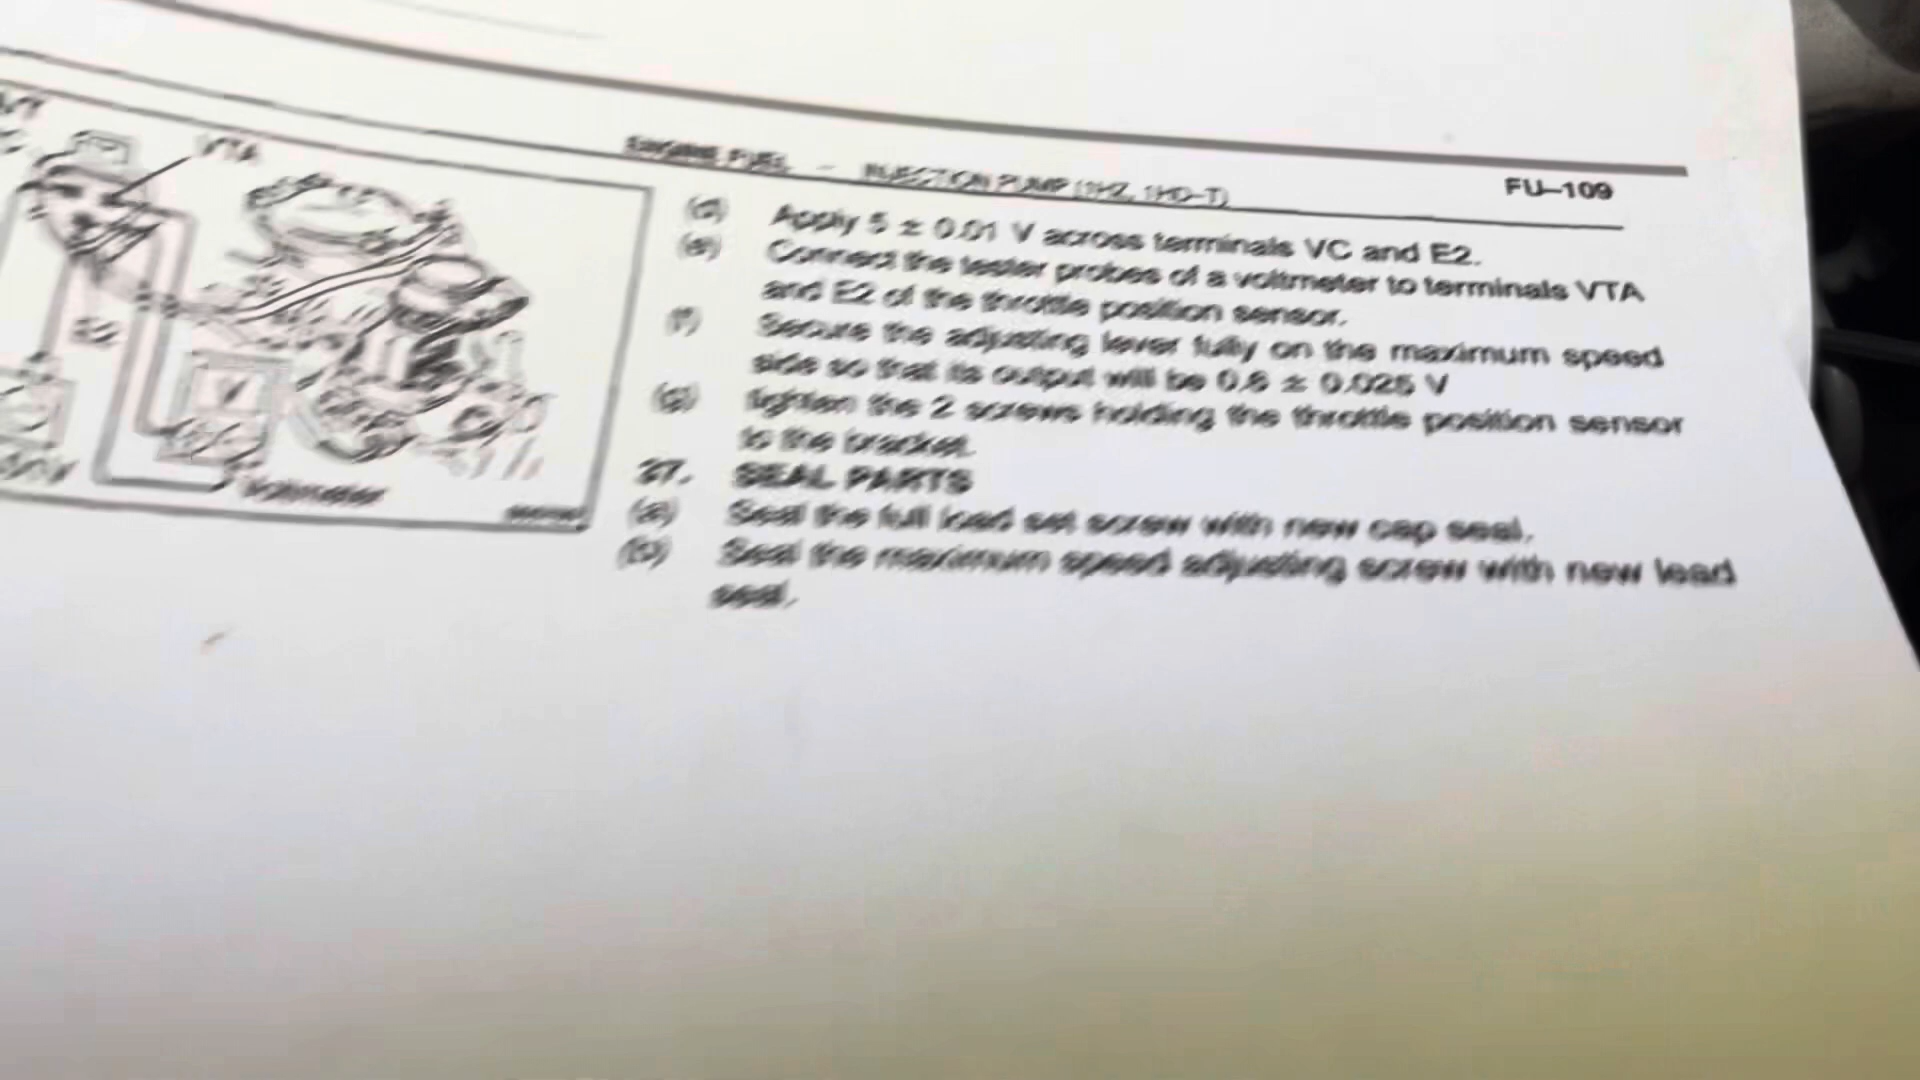 VTA
E2
V
Voltmeter
ENGINE FUEL – INJECTION PUMP (1HZ, 1HD–T)
FU–109
(d) Apply 5 ± 0.01 V across terminals VC and E2.
(e) Connect the tester probes of a voltmeter to terminals VTA
and E2 of the throttle position sensor.
(f) Secure the adjusting lever fully on the maximum speed
side so that its output will be ± 0.025 V
(g) tighten the 2 screws holding the throttle position sensor
to the bracket.
27. SEAL PARTS
(a) Seal the full load set screw with new cap seal.
(b) Seal the maximum speed adjusting screw with new lead
seal.